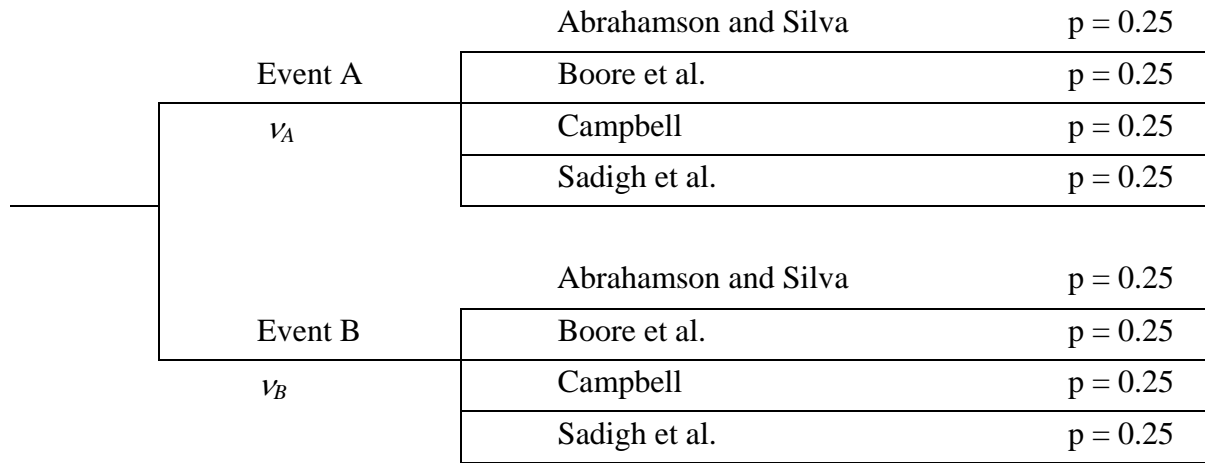 Abrahamson and Silva p = 0.25
Event A Boore et al. p = 0.25
ν_A Campbell p = 0.25
Sadigh et al. p = 0.25
Abrahamson and Silva p = 0.25
Event B Boore et al. p = 0.25
ν_B Campbell p = 0.25
Sadigh et al. p = 0.25